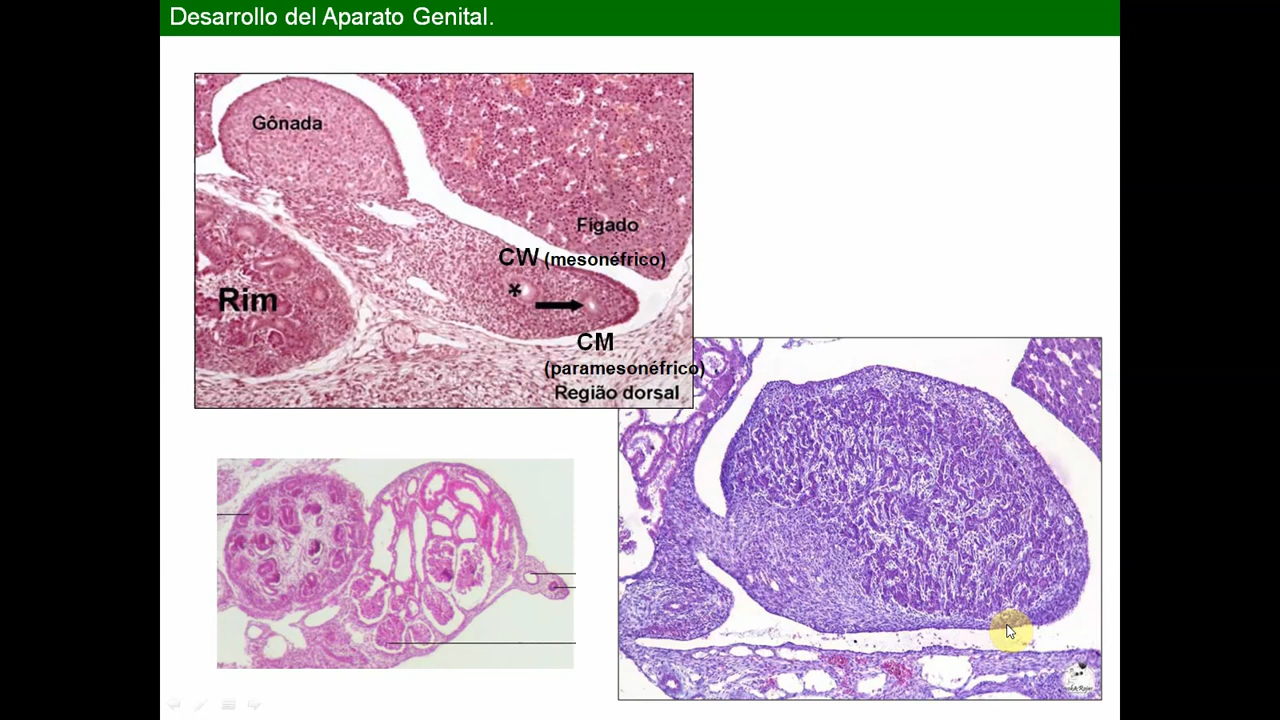 Desarrollo del Aparato Genital.
Gônada
Fígado
CW (mesonéfrico)
*
Rim
CM
(paramesonéfrico)
Região dorsal